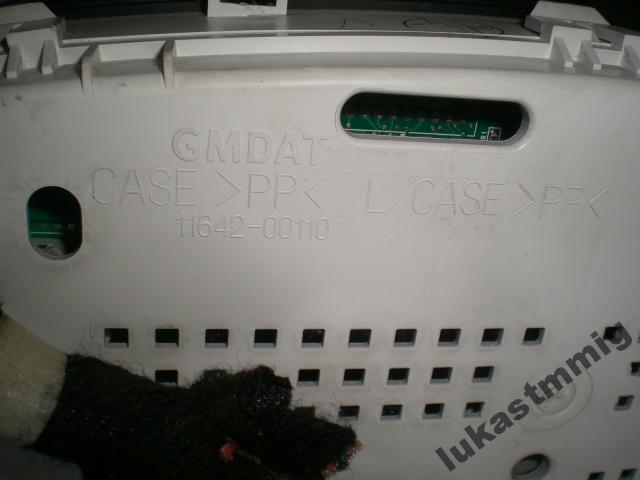 GMDAT
CASE >PP< L/CASE >PP<
11642-00110
lukastmmig